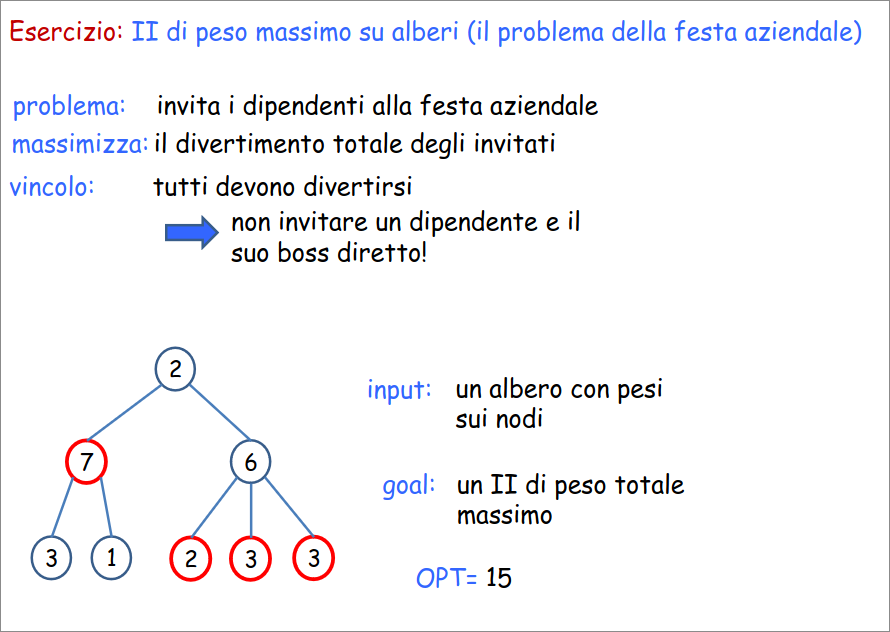 Esercizio: II di peso massimo su alberi (il problema della festa aziendale)
problema: invita i dipendenti alla festa aziendale
massimizza: il divertimento totale degli invitati
vincolo: tutti devono divertirsi
non invitare un dipendente e il
suo boss diretto!
2
7 6
3 1 2 3 3
input: un albero con pesi
sui nodi
goal: un II di peso totale
massimo
OPT= 15